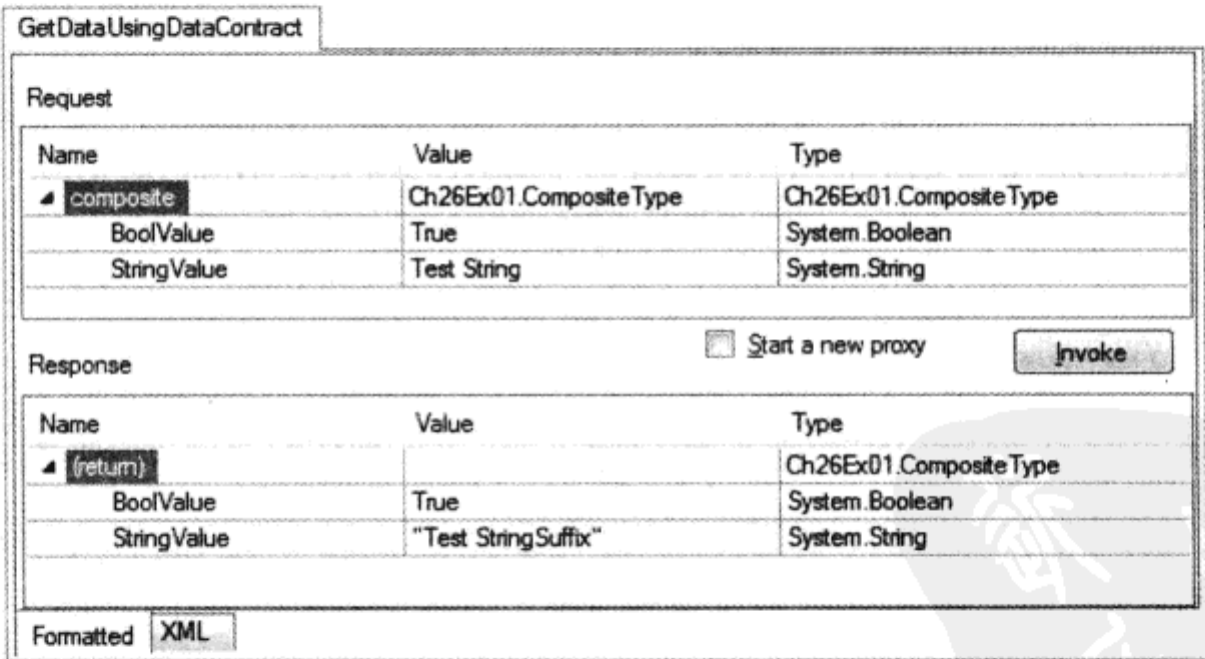 GetDataUsingDataContract
Request
Name Value Type
composite Ch26Ex01.CompositeType Ch26Ex01.CompositeType
BoolValue True System.Boolean
StringValue Test String System.String
Start a new proxy Invoke
Response
Name Value Type
(return) Ch26Ex01.CompositeType
BoolValue True System.Boolean
StringValue "Test StringSuffix" System.String
Formatted XML